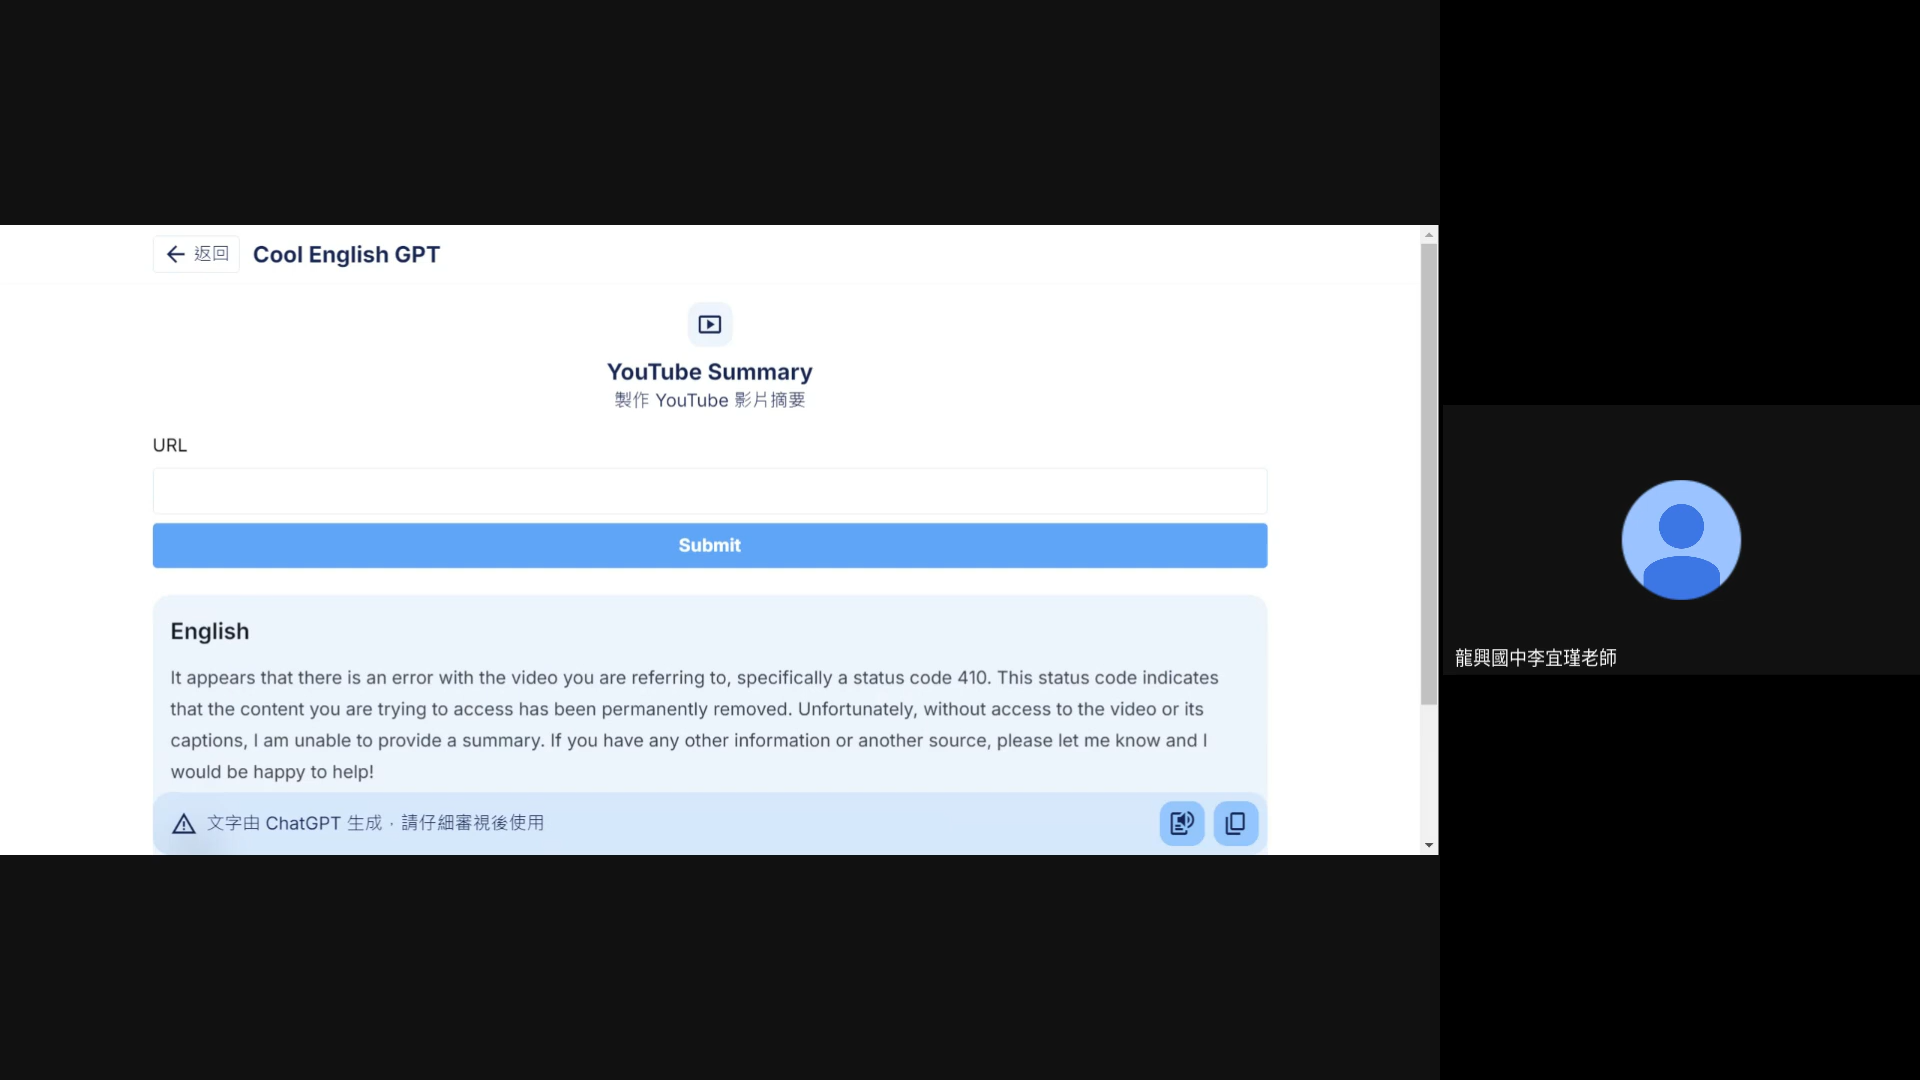 返回
Cool English GPT
YouTube Summary
製作 YouTube 影片摘要
URL
Submit
English
It appears that there is an error with the video you are referring to, specifically a status code 410. This status code indicates
that the content you are trying to access has been permanently removed. Unfortunately, without access to the video or its
captions, I am unable to provide a summary. If you have any other information or another source, please let me know and I
would be happy to help!
文字由 ChatGPT 生成 · 請仔細審視後使用
龍興國中李宜瑾老師